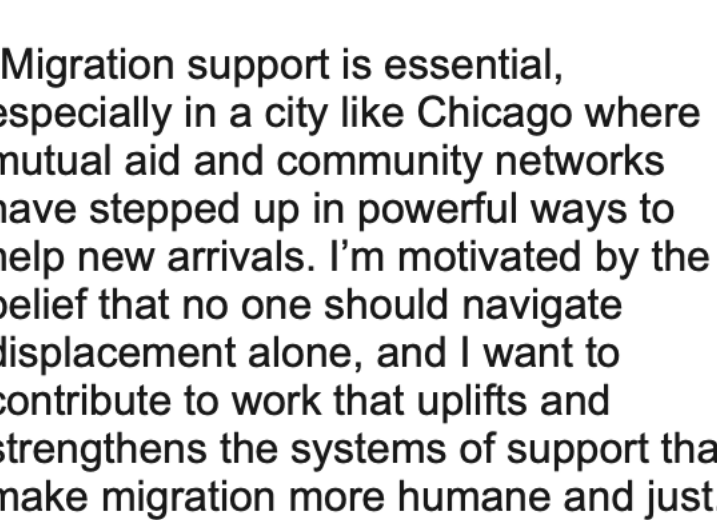 Migration support is essential,
especially in a city like Chicago where
mutual aid and community networks
have stepped up in powerful ways to
help new arrivals. I’m motivated by the
belief that no one should navigate
displacement alone, and I want to
contribute to work that uplifts and
strengthens the systems of support that
make migration more humane and just.